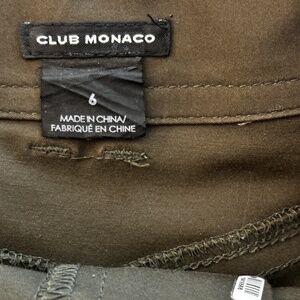 CLUB MONACO
6
MADE IN CHINA/
FABRIQUÉ EN CHINE